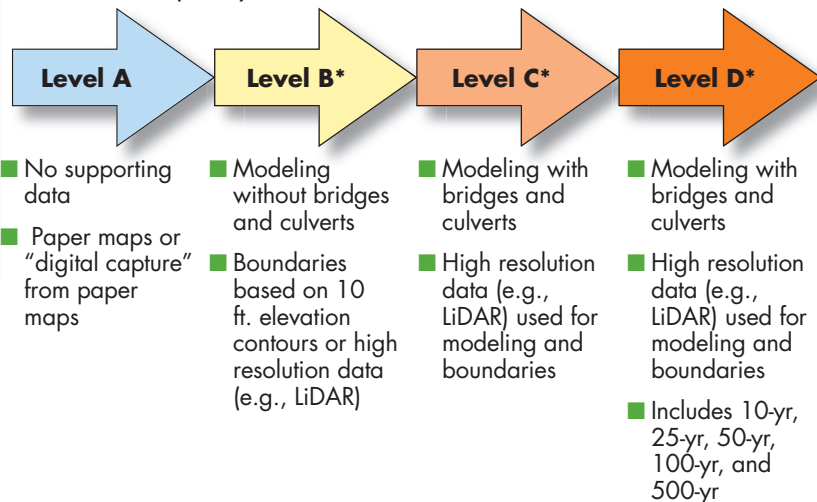 Level A
Level B*
Level C*
Level D*
No supporting
data
Paper maps or
“digital capture”
from paper
maps
Modeling
without bridges
and culverts
Boundaries
based on 10
ft. elevation
contours or high
resolution data
(e.g., LiDAR)
Modeling with
bridges and
culverts
High resolution
data (e.g.,
LiDAR) used for
modeling and
boundaries
Modeling with
bridges and
culverts
High resolution
data (e.g.,
LiDAR) used for
modeling and
boundaries
Includes 10-yr,
25-yr, 50-yr,
100-yr, and
500-yr